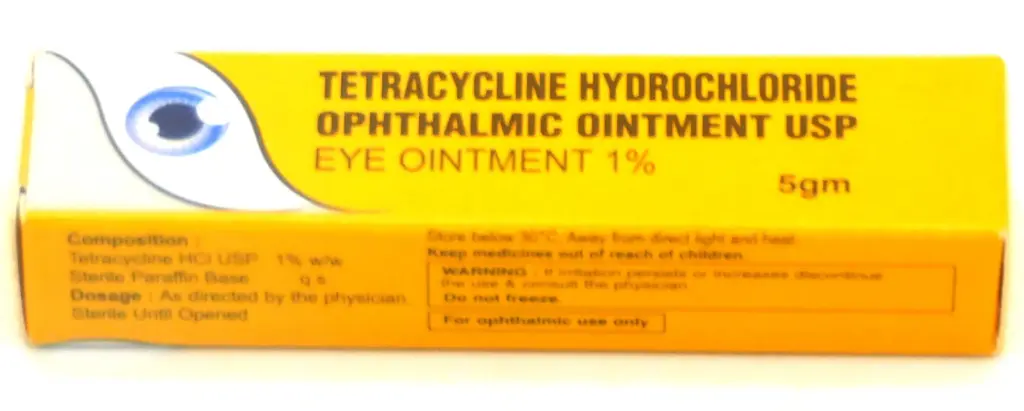 TETRACYCLINE HYDROCHLORIDE
OPHTHALMIC OINTMENT USP
EYE OINTMENT 1%
5gm
Composition :
Tetracycline HCl USP 1% w/w
Sterile Paraffin Base q s
Dosage : As directed by the physician
Sterile Until Opened
Store below 30°C. Away from direct light and heat
Keep medicines out of reach of children.
WARNING : If irritation persists or increases discontinue
the use & consult the physician
Do not freeze.
For ophthalmic use only